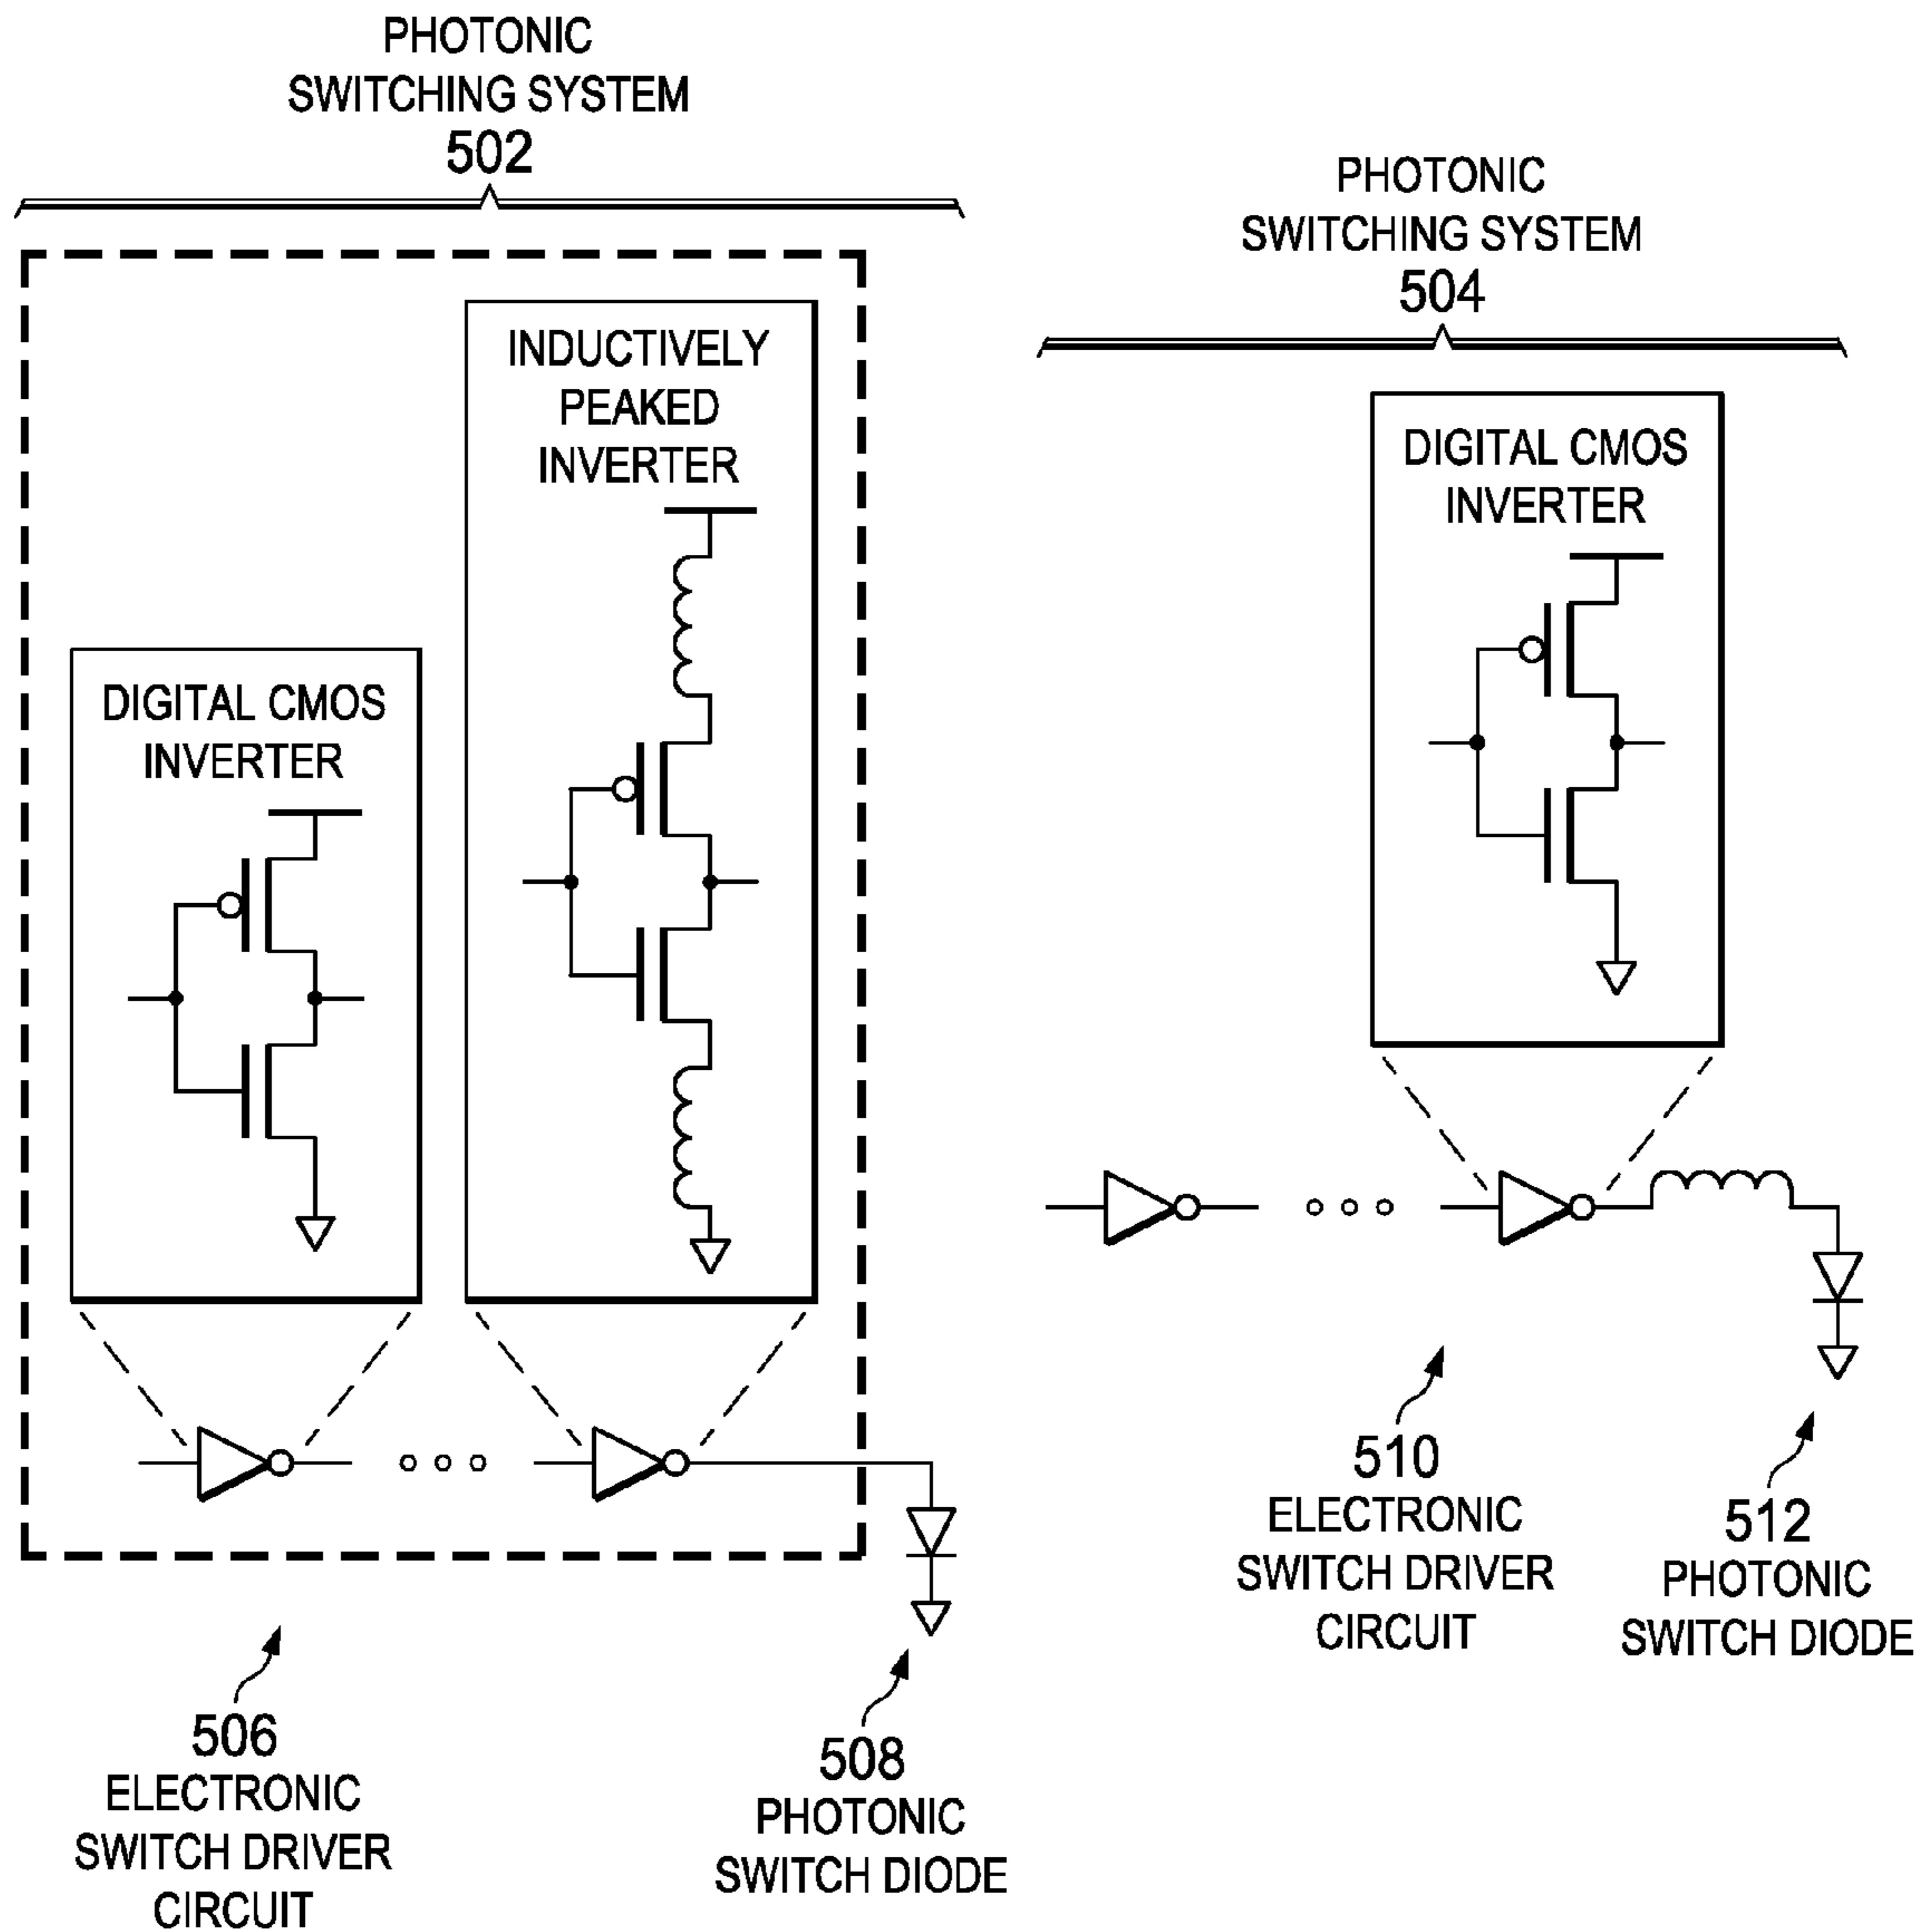 PHOTONIC
SWITCHING SYSTEM
502
INDUCTIVELY
PEAKED
INVERTER
DIGITAL CMOS
INVERTER
506
ELECTRONIC
SWITCH DRIVER
CIRCUIT
508
PHOTONIC
SWITCH DIODE
PHOTONIC
SWITCHING SYSTEM
504
DIGITAL CMOS
INVERTER
510
ELECTRONIC
SWITCH DRIVER
CIRCUIT
512
PHOTONIC
SWITCH DIODE